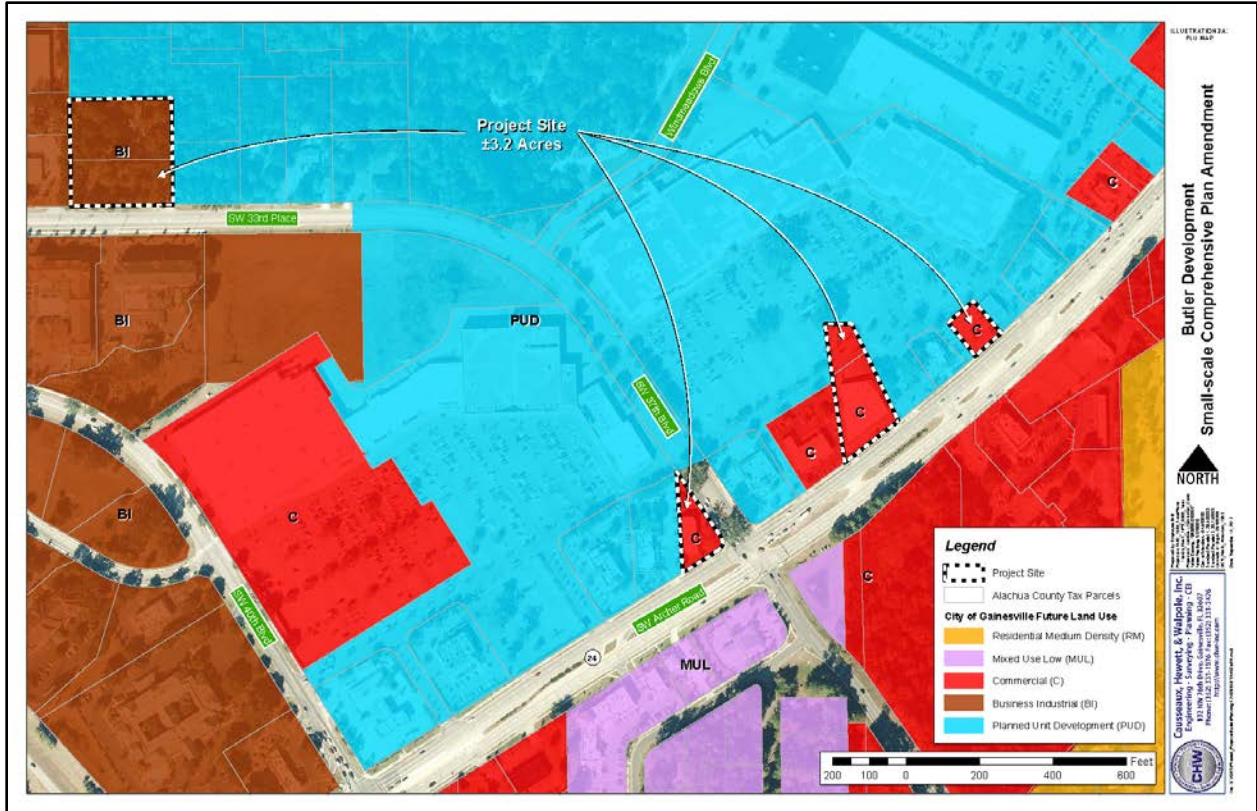 ILLUSTRATION 3A:
FLU MAP
Butler Development
Small-scale Comprehensive Plan Amendment
NORTH
Project Site
±3.2 Acres
Windmeadows Blvd
BI
SW 33rd Place
C
BI
PUD
SW 37th Blvd
C
C
C
C
C
BI
C
SW 40th Blvd
SW Archer Road
24
MUL
Legend
Project Site
Alachua County Tax Parcels
City of Gainesville Future Land Use
Residential Medium Density (RM)
Mixed Use Low (MUL)
Commercial (C)
Business Industrial (BI)
Planned Unit Development (PUD)
200 100 0 200 400 600 Feet
Causseaux, Hewett, & Walpole, Inc.
Engineering - Surveying - Planning - CEI
CHW